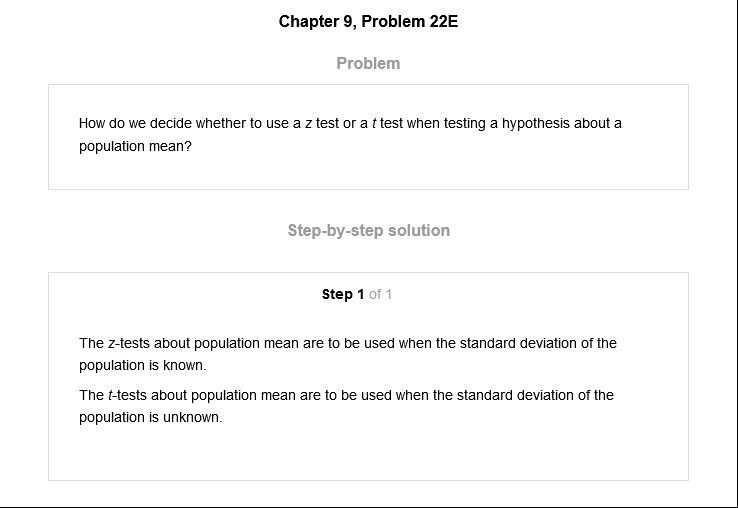 Chapter 9, Problem 22E
Problem
How do we decide whether to use a z test or a t test when testing a hypothesis about a
population mean?
Step-by-step solution
Step 1 of 1
The z-tests about population mean are to be used when the standard deviation of the
population is known.
The t-tests about population mean are to be used when the standard deviation of the
population is unknown.